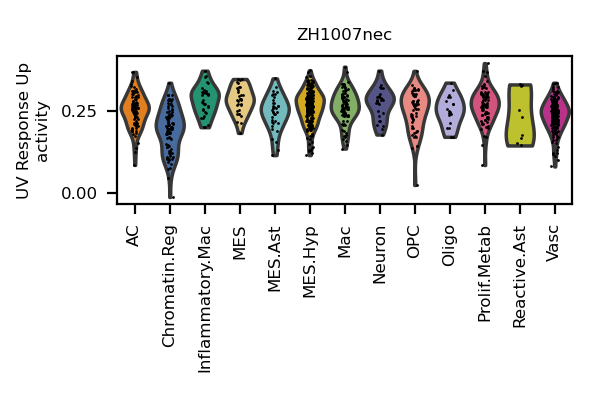 ZH1007nec
UV Response Up
activity
0.25
0.00
AC
Chromatin.Reg
Inflammatory.Mac
MES
MES.Ast
MES.Hyp
Mac
Neuron
OPC
Oligo
Prolif.Metab
Reactive.Ast
Vasc